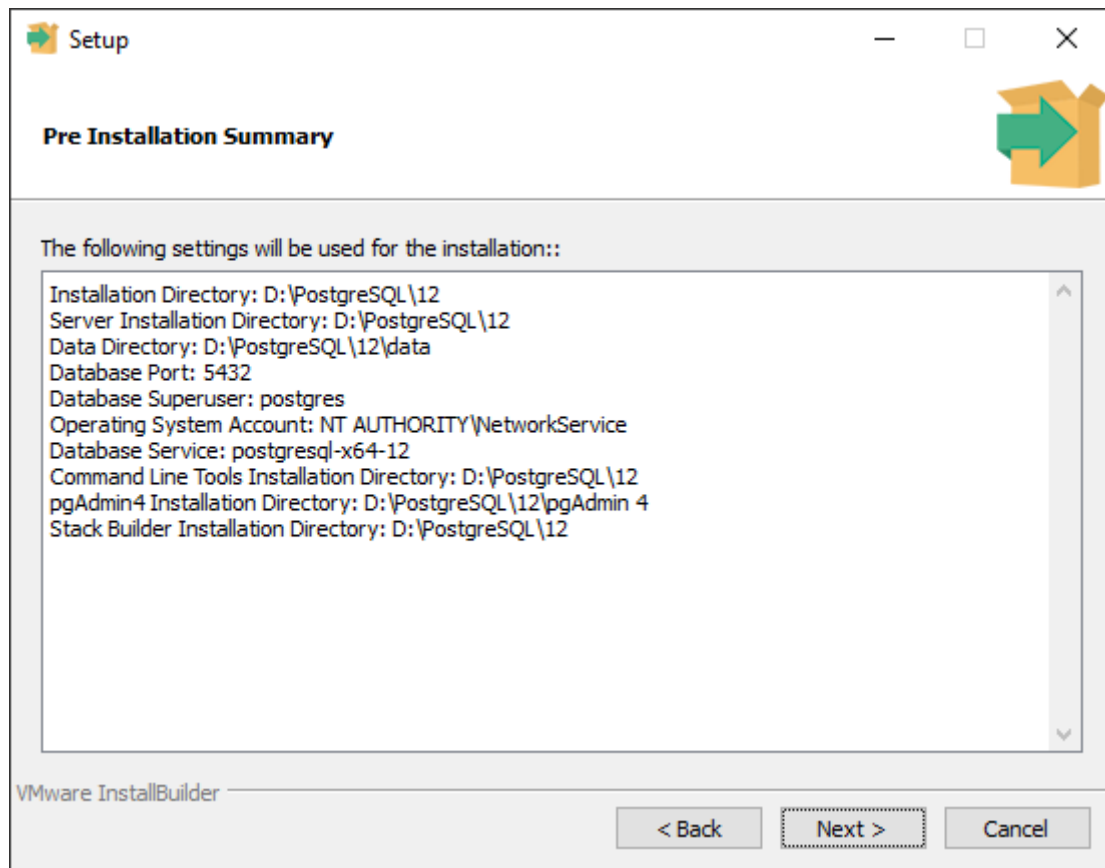 Setup
Pre Installation Summary
The following settings will be used for the installation::
Installation Directory: D:\PostgreSQL\12
Server Installation Directory: D:\PostgreSQL\12
Data Directory: D:\PostgreSQL\12\data
Database Port: 5432
Database Superuser: postgres
Operating System Account: NT AUTHORITY\NetworkService
Database Service: postgresql-x64-12
Command Line Tools Installation Directory: D:\PostgreSQL\12
pgAdmin4 Installation Directory: D:\PostgreSQL\12\pgAdmin 4
Stack Builder Installation Directory: D:\PostgreSQL\12
VMware InstallBuilder
< Back Next > Cancel